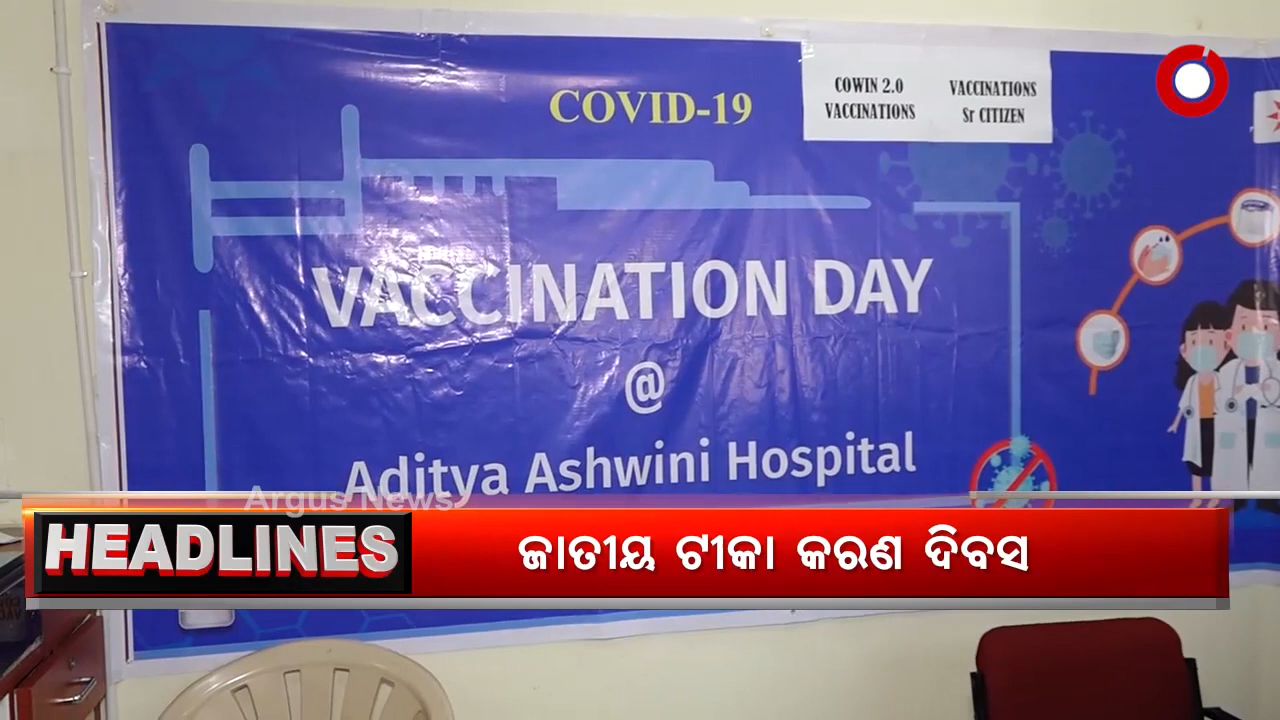 COVID-19
COWIN 2.0
VACCINATIONS
VACCINATIONS
Sr CITIZEN
VACCINATION DAY
@
Aditya Ashwini Hospital
Argus News
HEADLINES
ଜାତୀୟ ଟୀକା କରଣ ଦିବସ